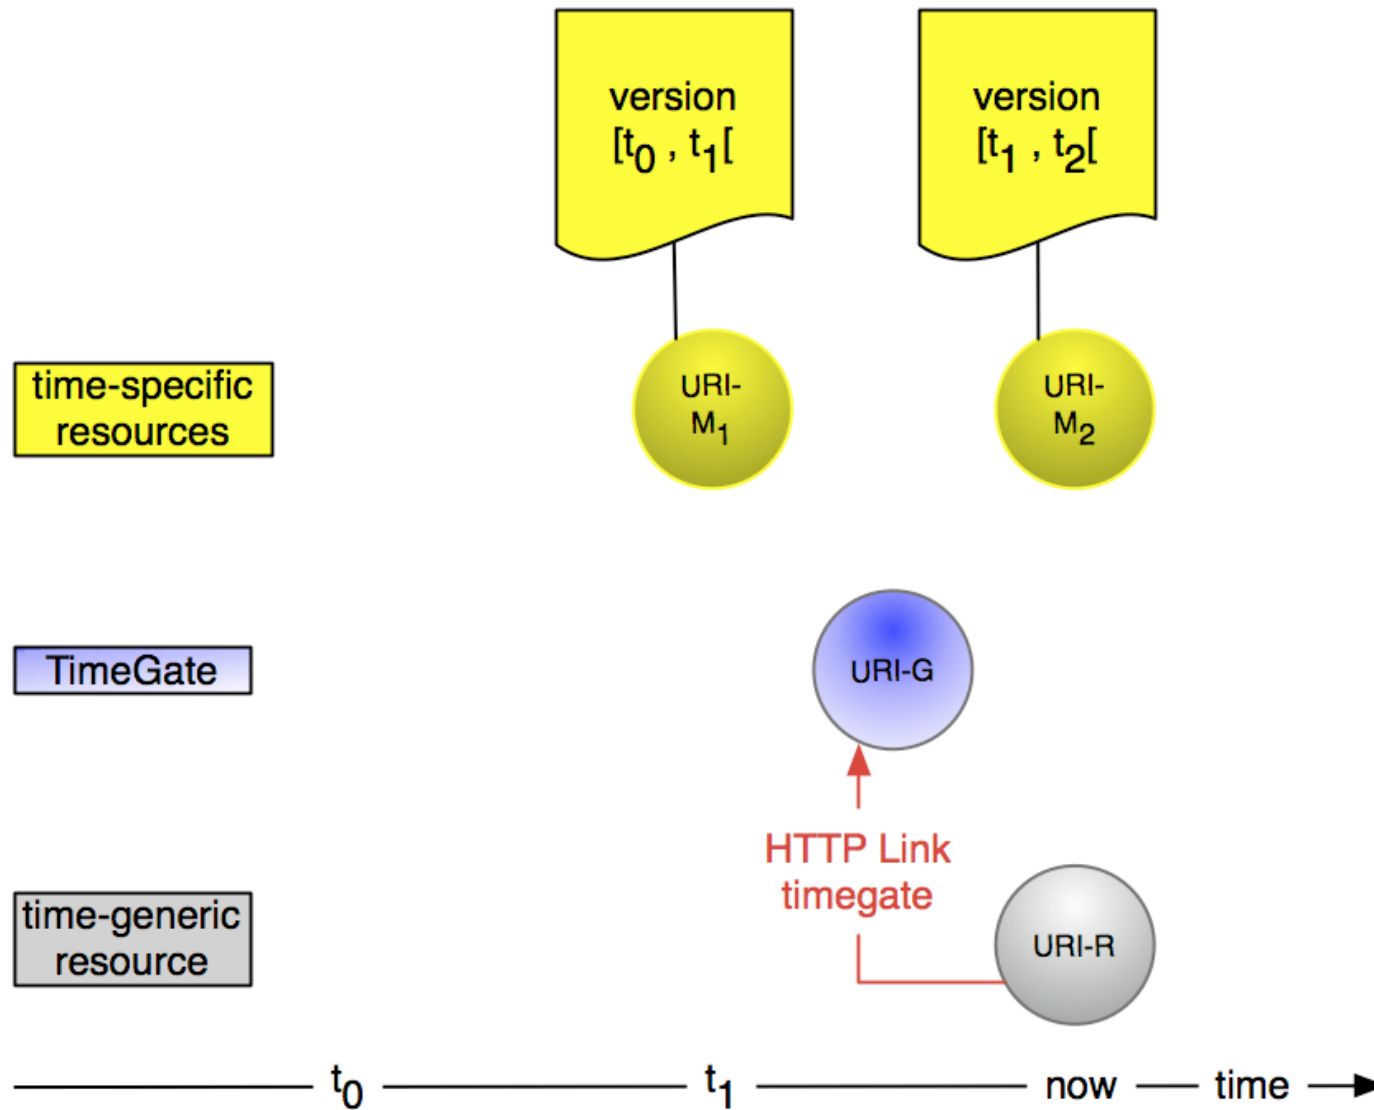 version
[t0 , t1[
version
[t1 , t2[
time-specific
resources
URI-
M1
URI-
M2
TimeGate
URI-G
HTTP Link
timegate
time-generic
resource
URI-R
t0
t1
now
time